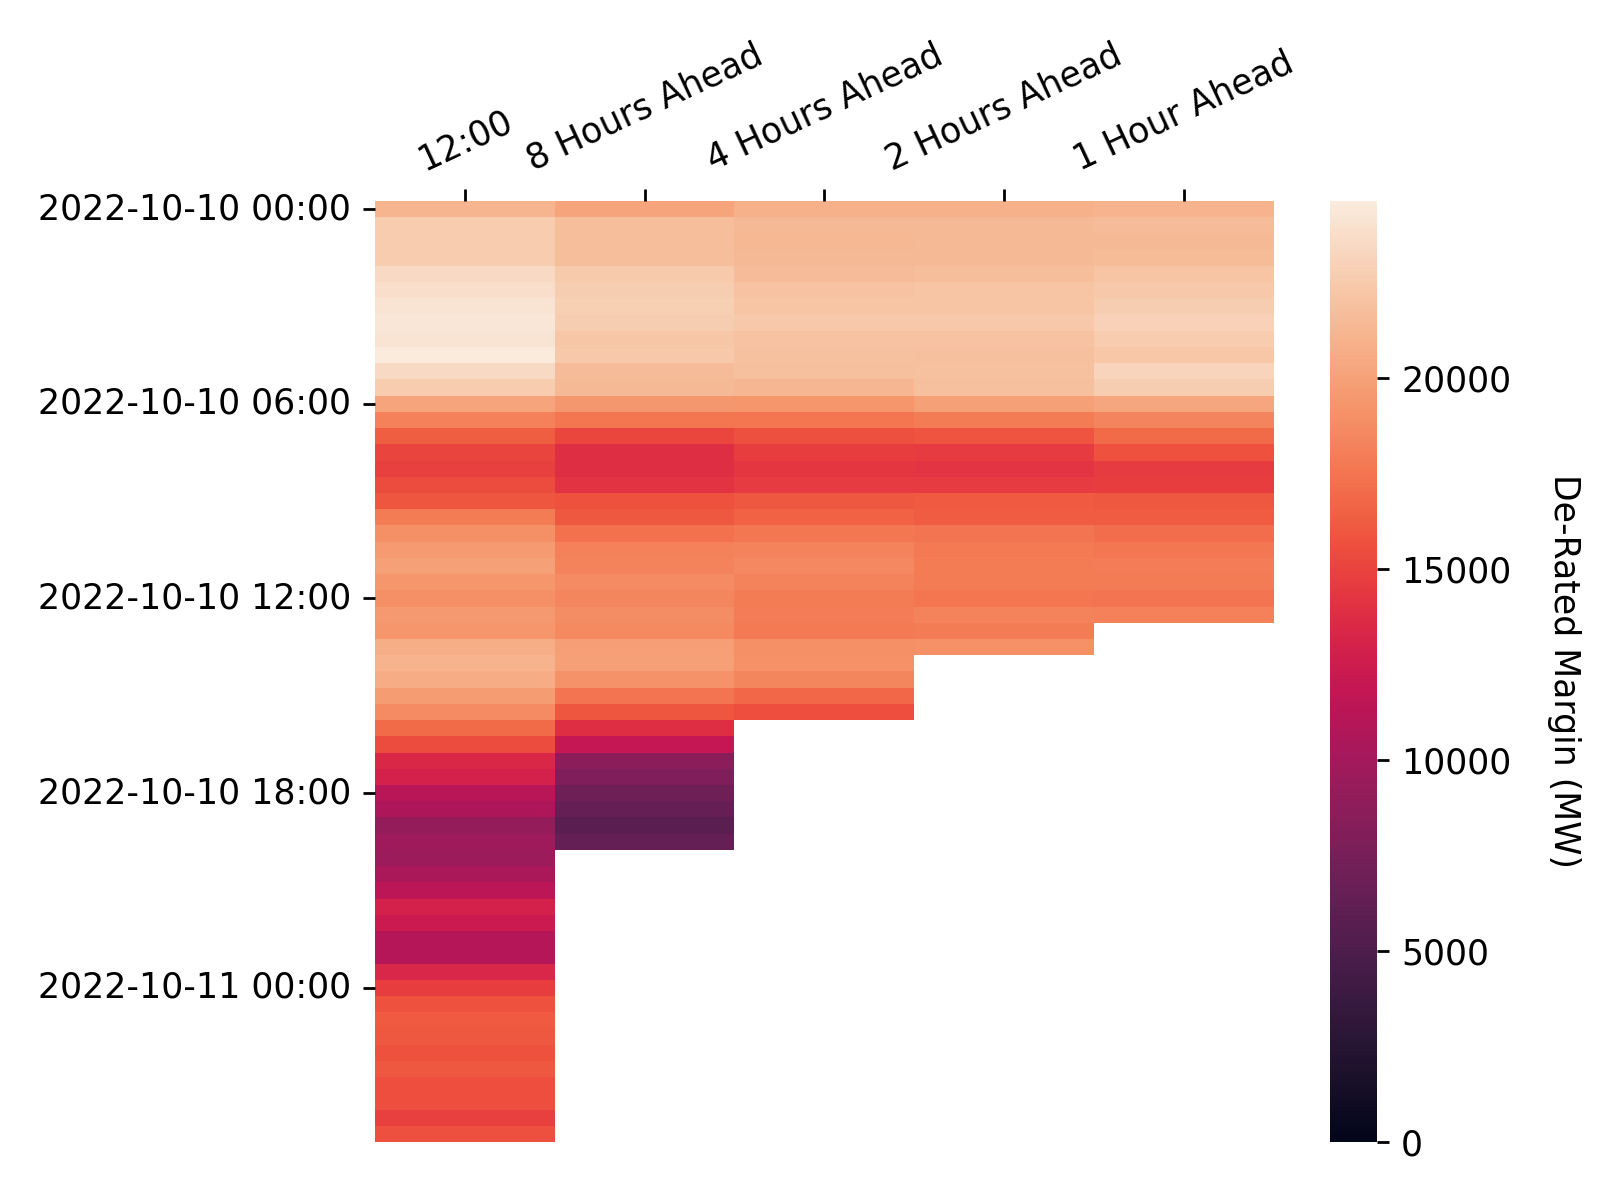 12:00
8 Hours Ahead
4 Hours Ahead
2 Hours Ahead
1 Hour Ahead
2022-10-10 00:00
2022-10-10 06:00
2022-10-10 12:00
2022-10-10 18:00
2022-10-11 00:00
20000
15000
10000
5000
0
De-Rated Margin (MW)